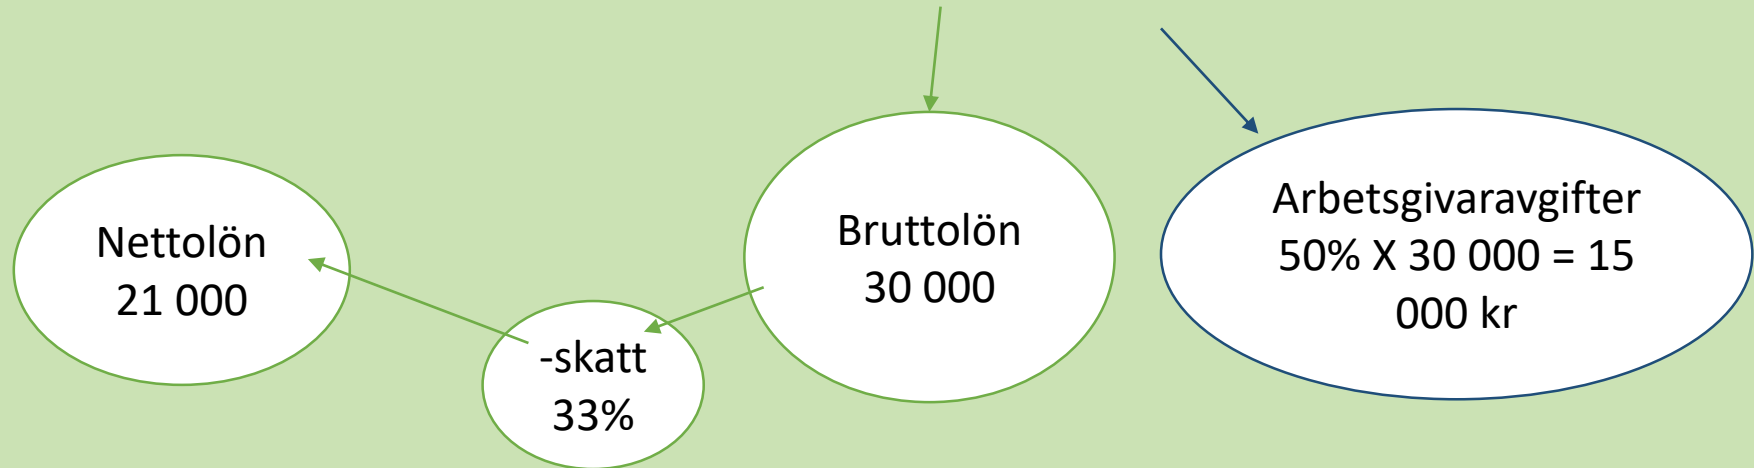 Nettolön
21 000
-skatt
33%
Bruttolön
30 000
Arbetsgivaravgifter
50% X 30 000 = 15
000 kr